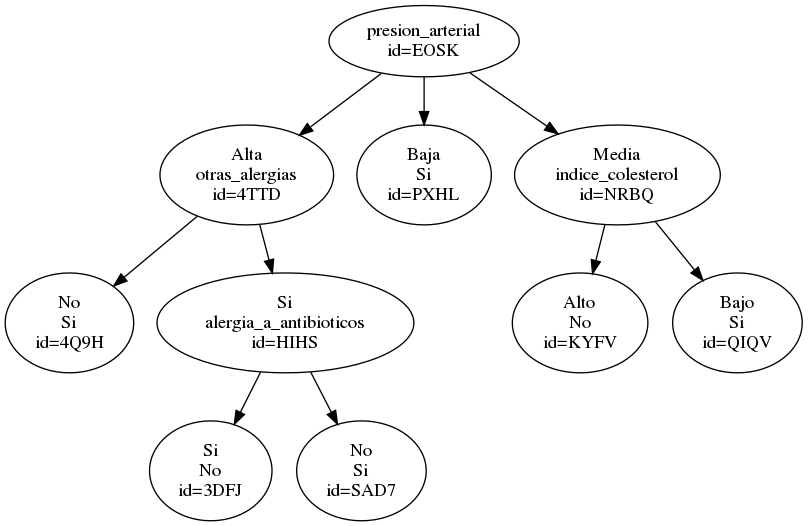 presion_arterial
id=EOSK
Alta
otras_alergias
id=4TTD
Baja
Si
id=PXHL
Media
indice_colesterol
id=NRBQ
No
Si
id=4Q9H
Si
alergia_a_antibioticos
id=HIHS
Alto
No
id=KYFV
Bajo
Si
id=QIQV
Si
No
id=3DFJ
No
Si
id=SAD7